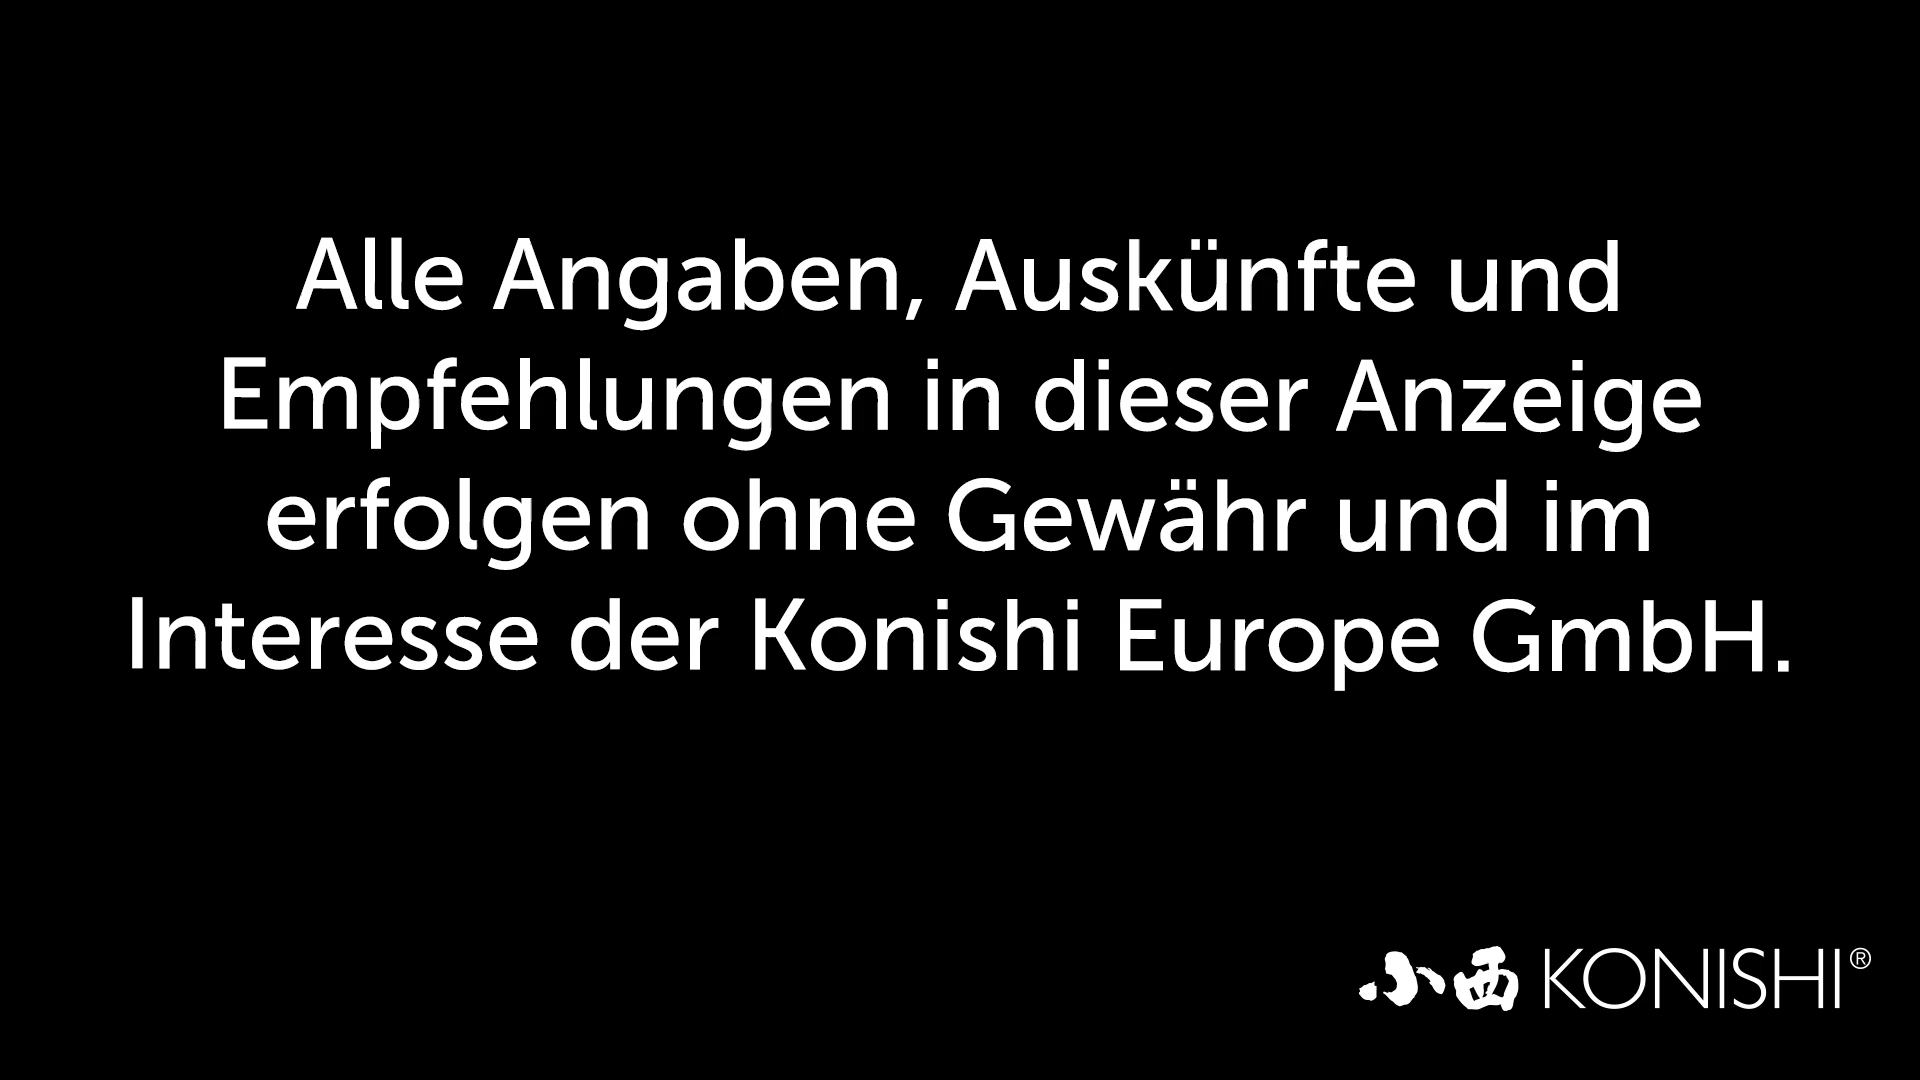 Alle Angaben, Auskünfte und
Empfehlungen in dieser Anzeige
erfolgen ohne Gewähr und im
Interesse der Konishi Europe GmbH.
小西 KONISHI®